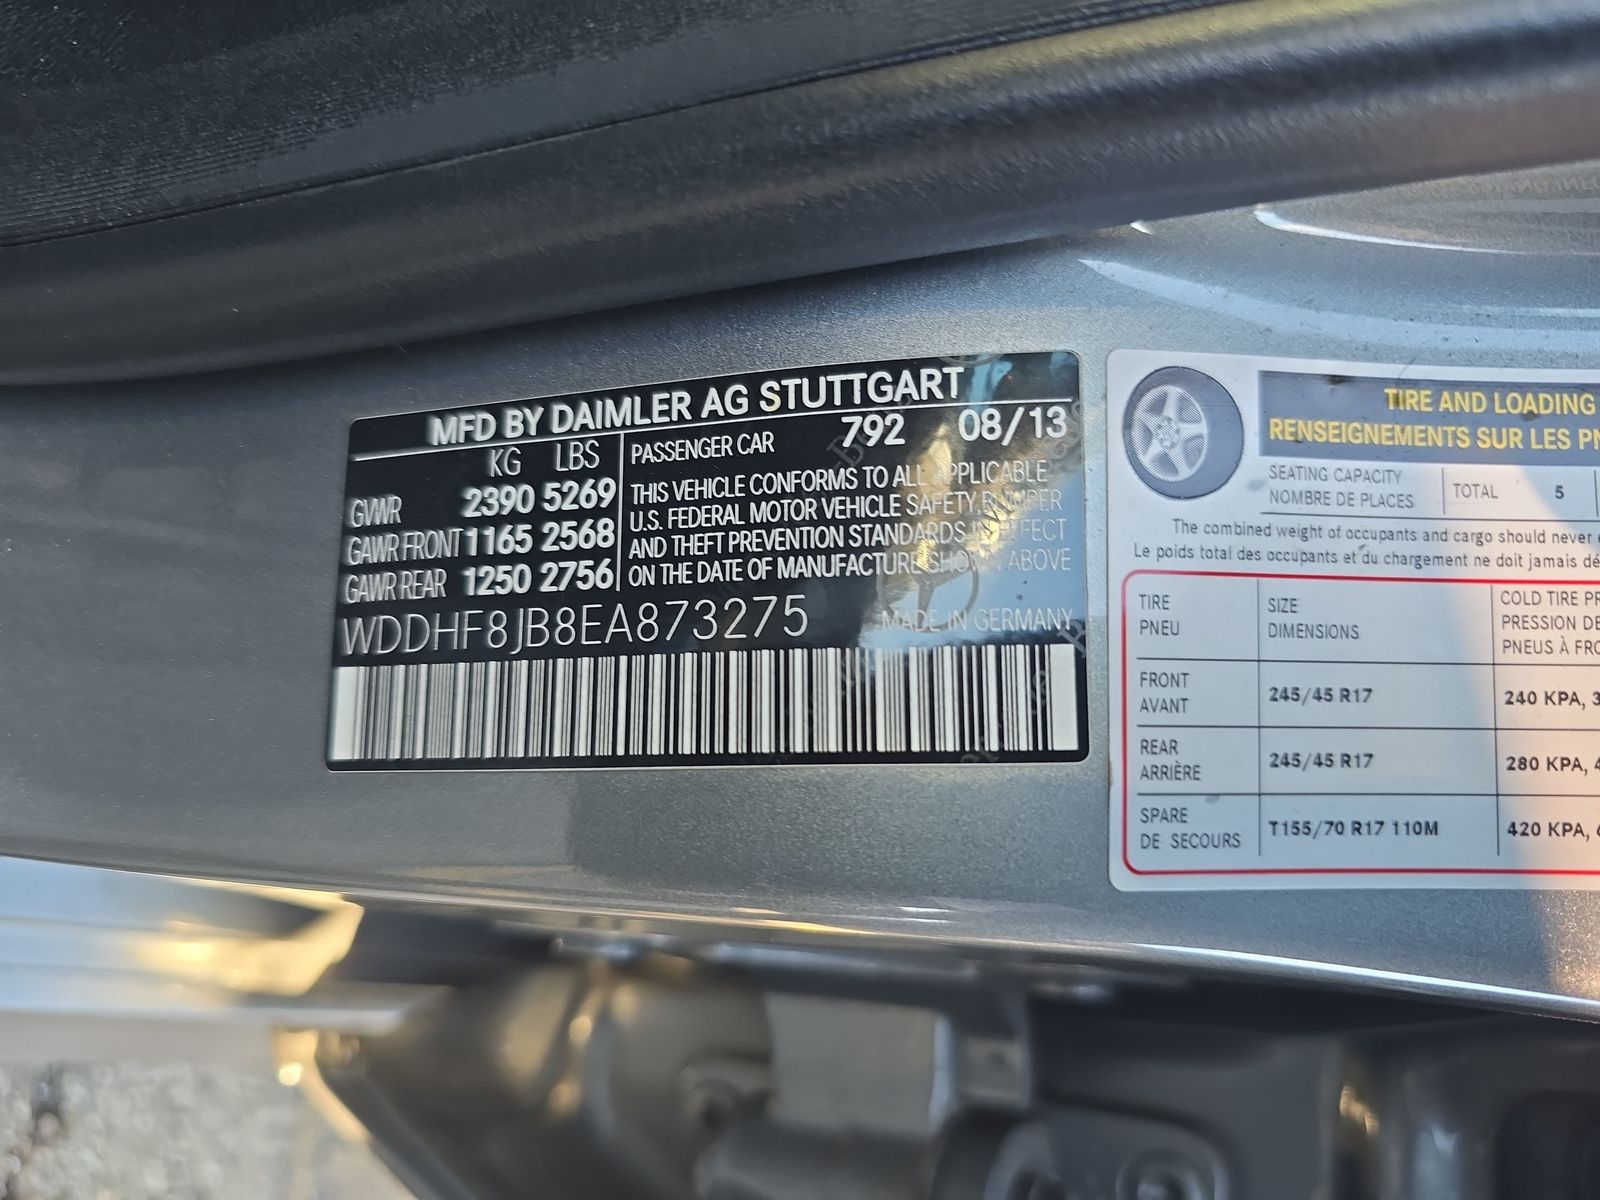 MFD BY DAIMLER AG STUTTGART
KG LBS
GVWR 2390 5269
GAWR FRONT 1165 2568
GAWR REAR 1250 2756
PASSENGER CAR 792 08/13
THIS VEHICLE CONFORMS TO ALL APPLICABLE
U.S. FEDERAL MOTOR VEHICLE SAFETY, BUMPER
AND THEFT PREVENTION STANDARDS IN EFFECT
ON THE DATE OF MANUFACTURE SHOWN ABOVE
WDDHF8JB8EA873275 MADE IN GERMANY
TIRE AND LOADING
RENSEIGNEMENTS SUR LES PN
SEATING CAPACITY
NOMBRE DE PLACES
TOTAL 5
The combined weight of occupants and cargo should never
Le poids total des occupants et du chargement ne doit jamais dé
TIRE
PNEU
SIZE
DIMENSIONS
COLD TIRE PR
PRESSION DE
PNEUS À FRO
FRONT
AVANT
245/45 R17
240 KPA, 3
REAR
ARRIÈRE
245/45 R17
280 KPA, 4
SPARE
DE SECOURS
T155/70 R17 110M
420 KPA, 6